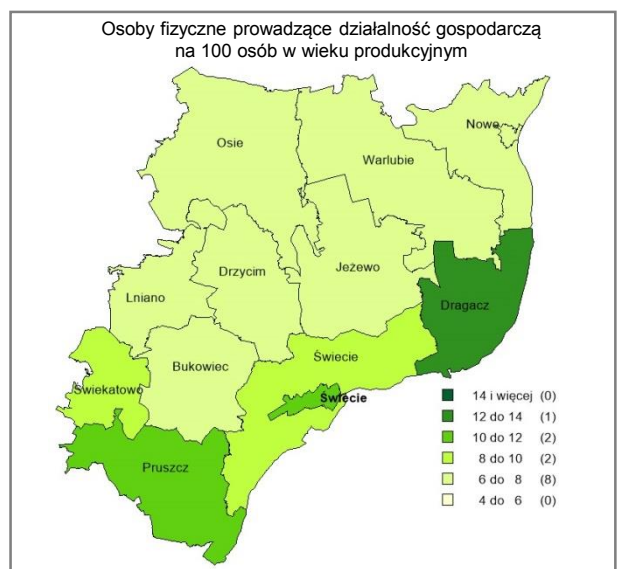 Osoby fizyczne prowadzące działalność gospodarczą
na 100 osób w wieku produkcyjnym
Nowe
Osie
Warlubie
Drzycim
Jeżewo
Lniano
Dragacz
Świecie
Bukowiec
Świekatowo
Świecie
Pruszcz
14 i więcej (0)
12 do 14 (1)
10 do 12 (2)
8 do 10 (2)
6 do 8 (8)
4 do 6 (0)